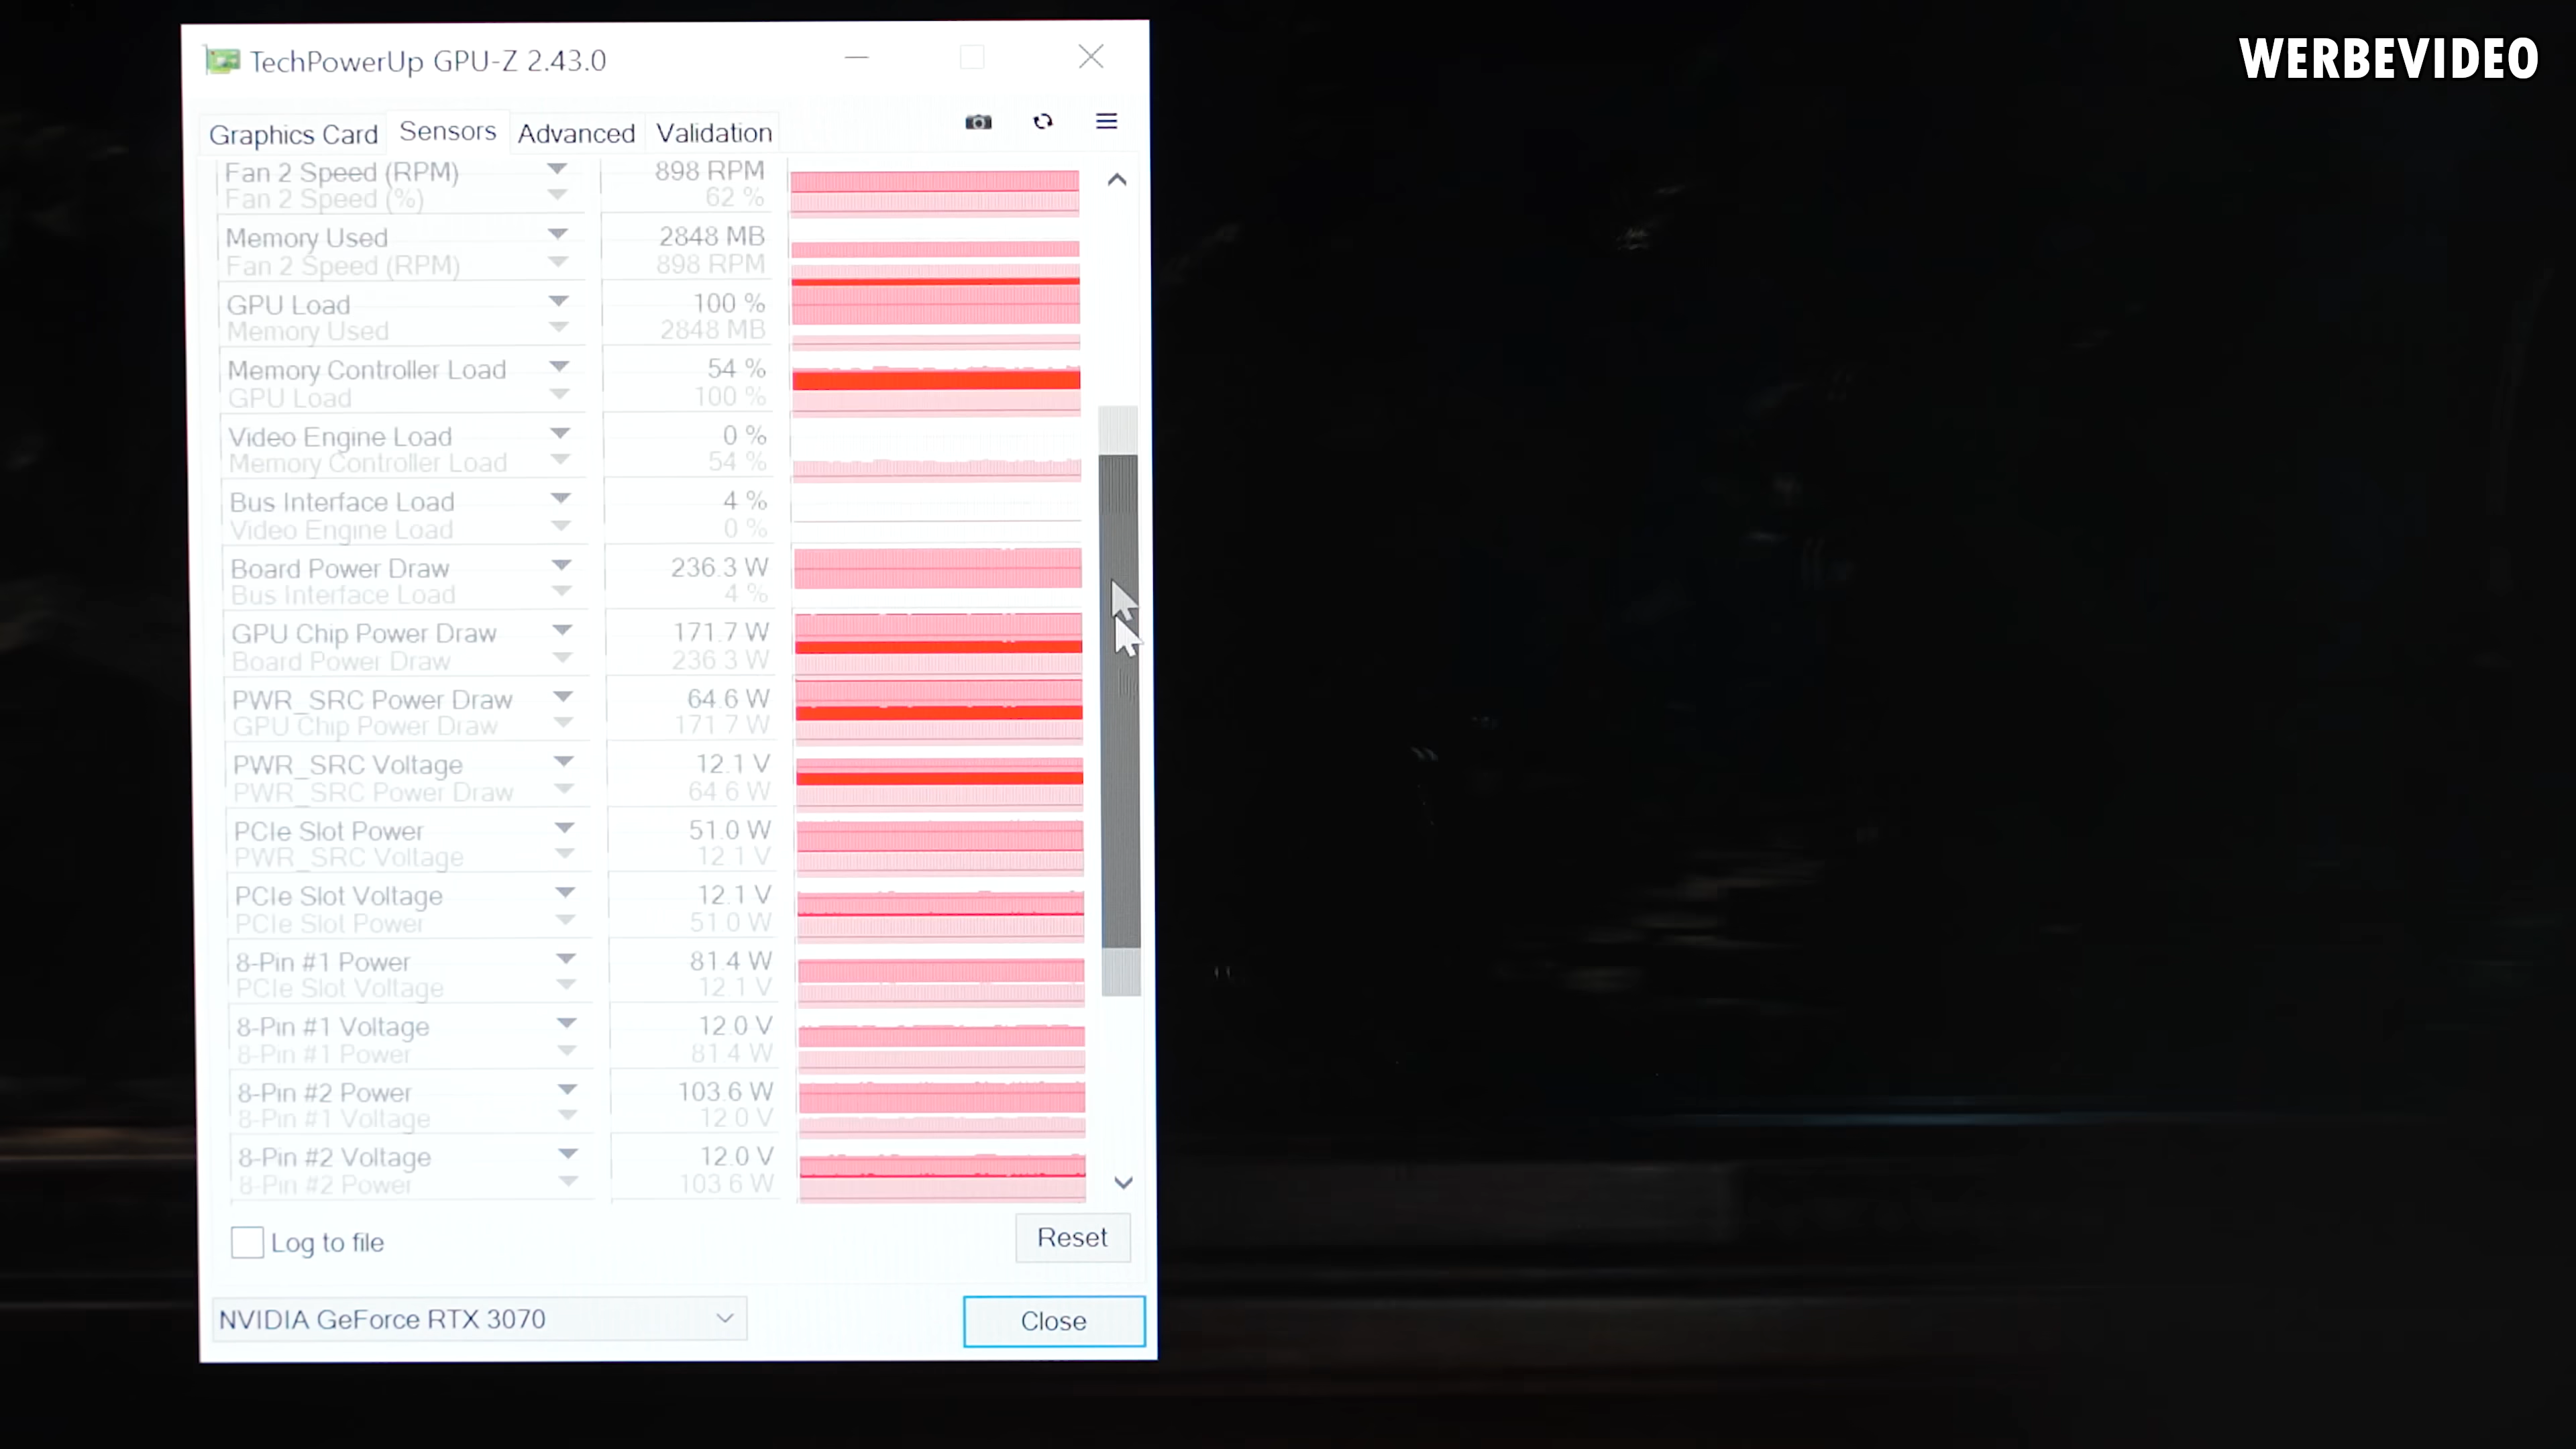 WERBEVIDEO
TechPowerUp GPU-Z 2.43.0
Graphics Card Sensors Advanced Validation
Fan 2 Speed (RPM) 898 RPM
Fan 2 Speed (%) 62 %
Memory Used 2848 MB
Fan 2 Speed (RPM) 898 RPM
GPU Load 100 %
Memory Used 2848 MB
Memory Controller Load 54 %
GPU Load 100 %
Video Engine Load 0 %
Memory Controller Load 54 %
Bus Interface Load 4 %
Video Engine Load 0 %
Board Power Draw 236.3 W
Bus Interface Load 4 %
GPU Chip Power Draw 171.7 W
Board Power Draw 236.3 W
PWR_SRC Power Draw 64.6 W
GPU Chip Power Draw 171.7 W
PWR_SRC Voltage 12.1 V
PWR_SRC Power Draw 64.6 W
PCIe Slot Power 51.0 W
PWR_SRC Voltage 12.1 V
PCIe Slot Voltage 12.1 V
PCIe Slot Power 51.0 W
8-Pin #1 Power 81.4 W
PCIe Slot Voltage 12.1 V
8-Pin #1 Voltage 12.0 V
8-Pin #1 Power 81.4 W
8-Pin #2 Power 103.6 W
8-Pin #1 Voltage 12.0 V
8-Pin #2 Voltage 12.0 V
8-Pin #2 Power 103.6 W
Log to file Reset
NVIDIA GeForce RTX 3070 Close